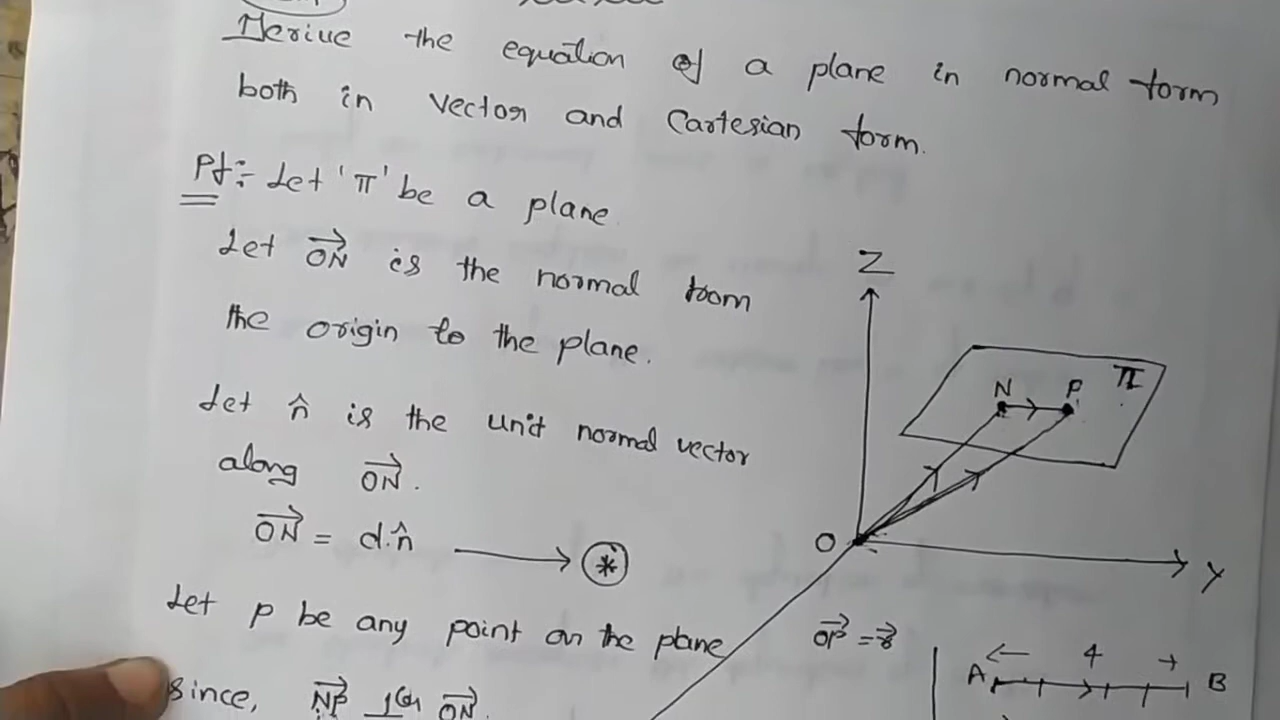 Derive the equation of a plane in normal form
both in vector and Cartesian form.
Pf:- Let 'π' be a plane.
Let →ON is the normal from
the origin to the plane.
Let n̂ is the unit normal vector
along →ON.
→ON = d.n̂ ⟶ (*)
Let p be any point on the plane
Since, →NP ⊥lar →ON.
Z
N
P
π
O
Y
→OP = →r
← 4 →
A
B